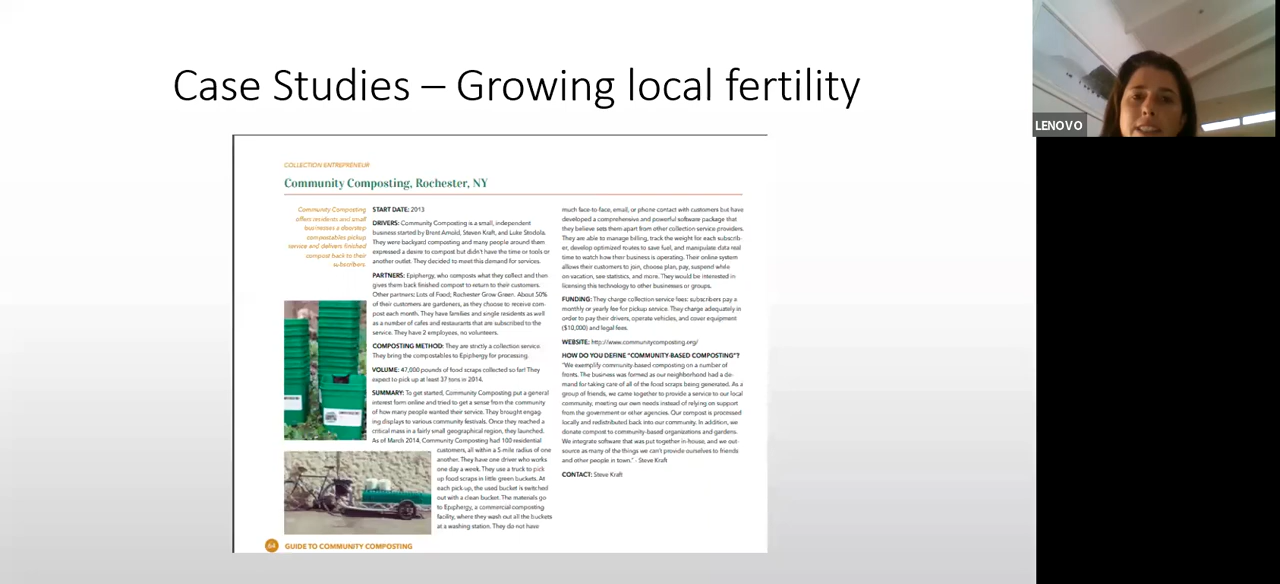 Case Studies – Growing local fertility
LENOVO
COLLECTION ENTREPRENEUR
Community Composting, Rochester, NY
Community Composting
offers residents and small
businesses a doorstep
compostables pickup
service and delivers finished
compost back to their
subscribers.
START DATE: 2013
DRIVERS: Community Composting is a small, independent
business started by Brent Arnold, Steven Kraft, and Luke Stodola.
They were backyard composting and many people around them
expressed a desire to compost but didn't have the time or tools or
another outlet. They decided to meet this demand for services.
PARTNERS: Epiphergy, who composts what they collect and then
gives them back finished compost to return to their customers.
Other partners: Lots of Food; Rochester Grow Green. About 50%
of their customers are gardeners, as they choose to receive com-
post each month. They have families and single residents as well
as a number of cafes and restaurants that are subscribed to the
service. They have 2 employees, no volunteers.
COMPOSTING METHOD: They are strictly a collection service.
They bring the compostables to Epiphergy for processing.
VOLUME: 47,000 pounds of food scraps collected so far! They
expect to pick up at least 37 tons in 2014.
SUMMARY: To get started, Community Composting put a general
interest form online and tried to get a sense from the community
of how many people wanted their service. They brought engag-
ing displays to various community festivals. Once they reached a
critical mass in a fairly small geographical region, they launched.
As of March 2014, Community Composting had 100 residential
customers, all within a 5-mile radius of one
another. They have one driver who works
one day a week. They use a truck to pick
up food scraps in little green buckets. At
each pick-up, the used bucket is switched
out with a clean bucket. The materials go
to Epiphergy, a commercial composting
facility, where they wash out all the buckets
at a washing station. They do not have
much face-to-face, email, or phone contact with customers but have
developed a comprehensive and powerful software package that
they believe sets them apart from other collection service providers.
They are able to manage billing, track the weight for each subscrib-
er, develop optimized routes to save fuel, and manipulate data real
time to watch how their business is operating. Their online system
allows their customers to join, choose plan, pay, suspend while
on vacation, see statistics, and more. They would be interested in
licensing this technology to other businesses or groups.
FUNDING: They charge collection service fees: subscribers pay a
monthly or yearly fee for pickup service. They charge adequately in
order to pay their drivers, operate vehicles, and cover equipment
($10,000) and legal fees.
WEBSITE: http://www.communitycomposting.org/
HOW DO YOU DEFINE "COMMUNITY-BASED COMPOSTING"?
"We exemplify community-based composting on a number of
fronts. The business was formed as our neighborhood had a de-
mand for taking care of all of the food scraps being generated. As a
group of friends, we came together to provide a service to our local
community, meeting our own needs instead of relying on support
from the government or other agencies. Our compost is processed
locally and redistributed back into our community. In addition, we
donate compost to community-based organizations and gardens.
We integrate software that was put together in-house, and we out-
source as many of the things we can't provide ourselves to friends
and other people in town." - Steve Kraft
CONTACT: Steve Kraft
64 GUIDE TO COMMUNITY COMPOSTING